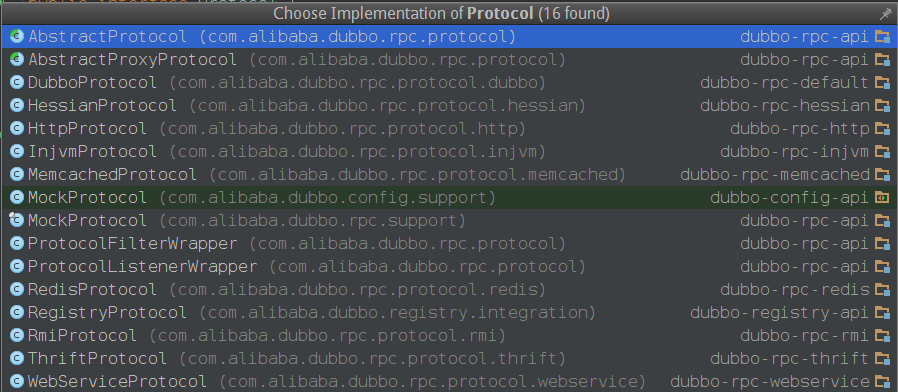 Choose Implementation of Protocol (16 found)
AbstractProtocol (com.alibaba.dubbo.rpc.protocol) dubbo-rpc-api
AbstractProxyProtocol (com.alibaba.dubbo.rpc.protocol) dubbo-rpc-api
DubboProtocol (com.alibaba.dubbo.rpc.protocol.dubbo) dubbo-rpc-default
HessianProtocol (com.alibaba.dubbo.rpc.protocol.hessian) dubbo-rpc-hessian
HttpProtocol (com.alibaba.dubbo.rpc.protocol.http) dubbo-rpc-http
InjvmProtocol (com.alibaba.dubbo.rpc.protocol.injvm) dubbo-rpc-injvm
MemcachedProtocol (com.alibaba.dubbo.rpc.protocol.memcached) dubbo-rpc-memcached
MockProtocol (com.alibaba.dubbo.config.support) dubbo-config-api
MockProtocol (com.alibaba.dubbo.rpc.support) dubbo-rpc-api
ProtocolFilterWrapper (com.alibaba.dubbo.rpc.protocol) dubbo-rpc-api
ProtocolListenerWrapper (com.alibaba.dubbo.rpc.protocol) dubbo-rpc-api
RedisProtocol (com.alibaba.dubbo.rpc.protocol.redis) dubbo-rpc-redis
RegistryProtocol (com.alibaba.dubbo.registry.integration) dubbo-registry-api
RmiProtocol (com.alibaba.dubbo.rpc.protocol.rmi) dubbo-rpc-rmi
ThriftProtocol (com.alibaba.dubbo.rpc.protocol.thrift) dubbo-rpc-thrift
WebServiceProtocol (com.alibaba.dubbo.rpc.protocol.webservice) dubbo-rpc-webservice